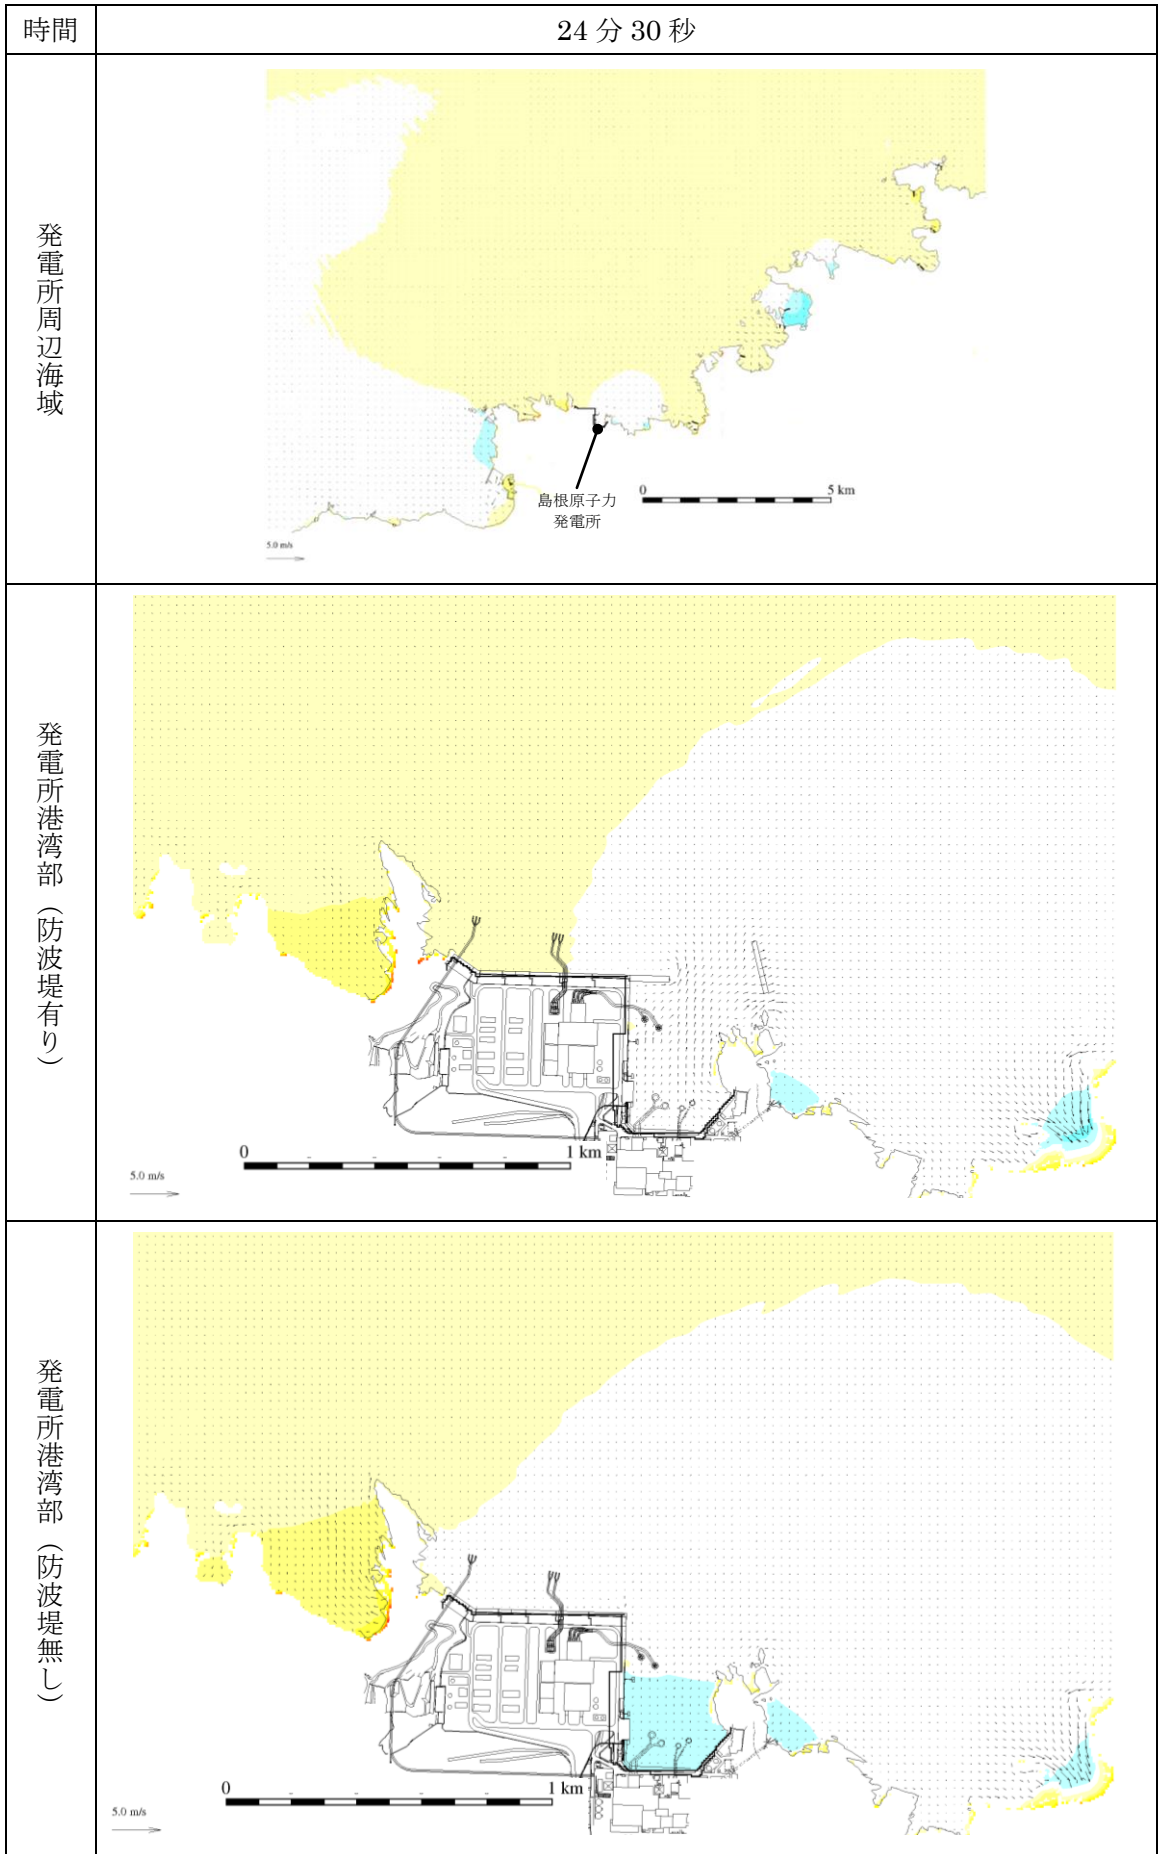 時間
24分30秒
発電所周辺海域
島根原子力
発電所
0
5 km
5.0 m/s
発電所港湾部（防波堤有り）
0
1 km
5.0 m/s
発電所港湾部（防波堤無し）
0
1 km
5.0 m/s